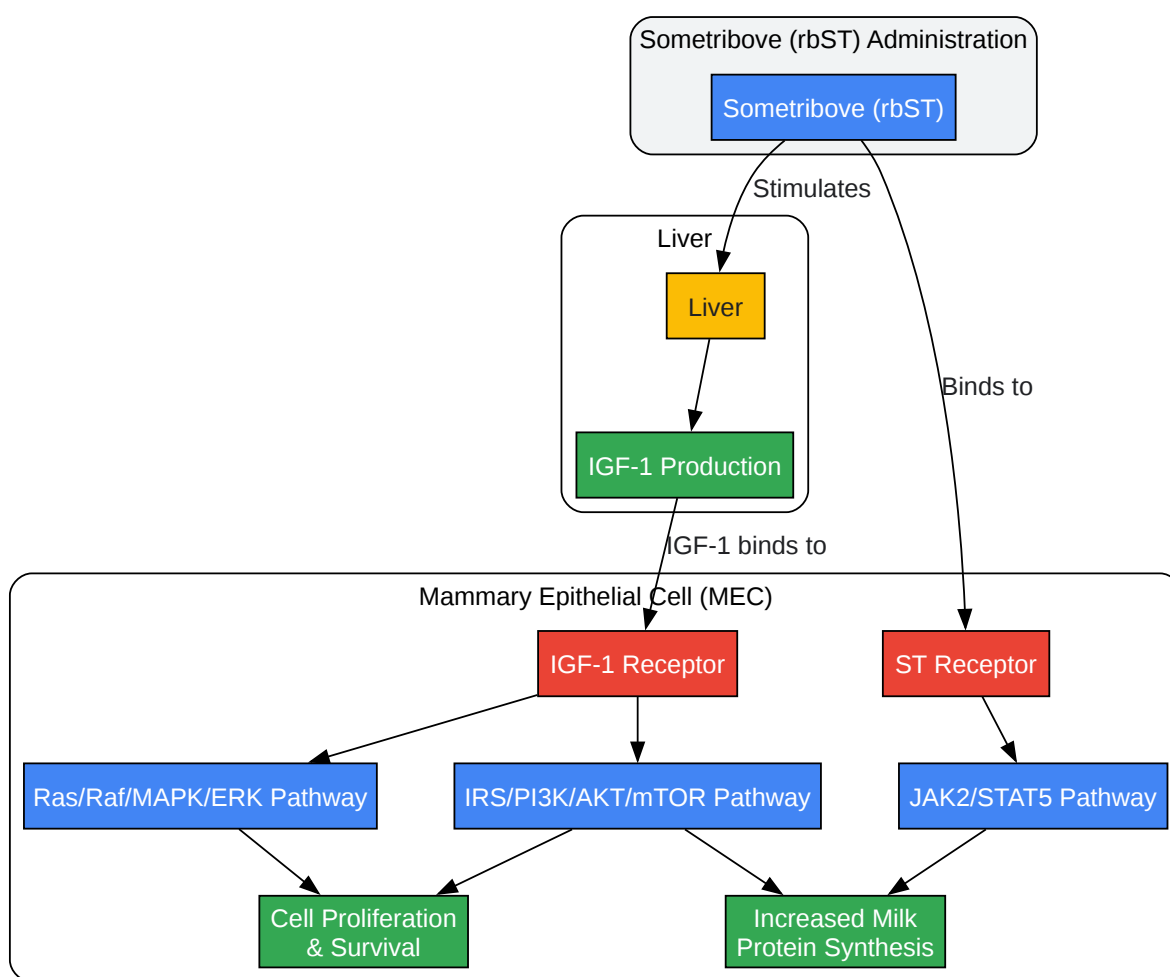 Sometribove (rbST) Administration
Sometribove (rbST)
Stimulates
Liver
Liver
Binds to
IGF-1 Production
IGF-1 binds to
Mammary Epithelial Cell (MEC)
IGF-1 Receptor
ST Receptor
Ras/Raf/MAPK/ERK Pathway
IRS/PI3K/AKT/mTOR Pathway
JAK2/STAT5 Pathway
Cell Proliferation
& Survival
Increased Milk
Protein Synthesis